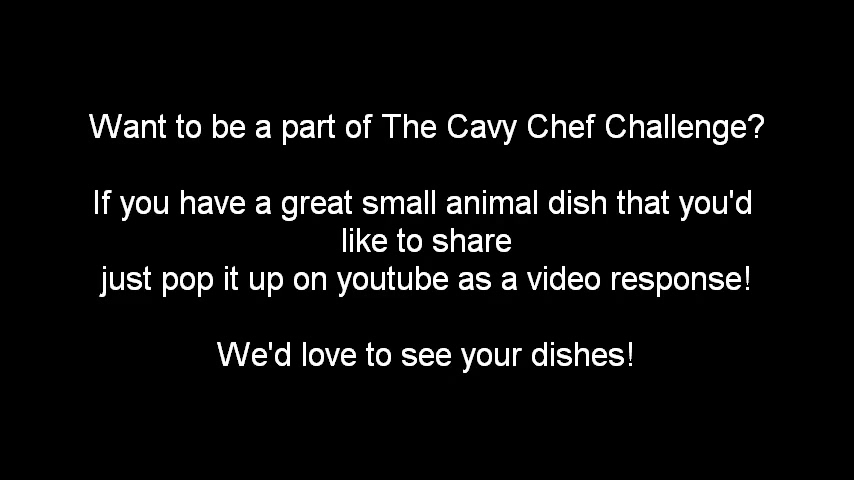 Want to be a part of The Cavy Chef Challenge?
If you have a great small animal dish that you'd
like to share
just pop it up on youtube as a video response!
We'd love to see your dishes!